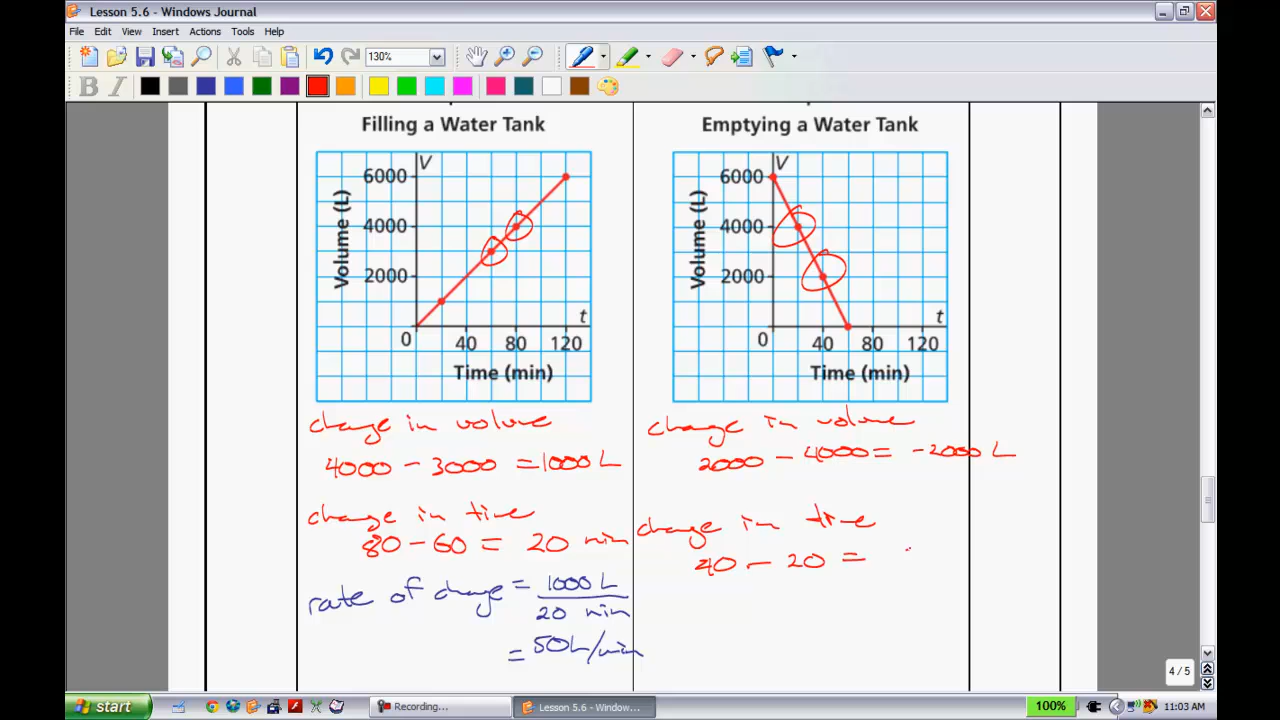 Lesson 5.6 - Windows Journal
File Edit View Insert Actions Tools Help
130%
B I
Filling a Water Tank
V
6000
4000
2000
0
40 80 120
t
Volume (L)
Time (min)
change in volume
4000 - 3000 = 1000 L
change in time
80 - 60 = 20 min
rate of change = 1000 L
20 min
= 50L/min
Emptying a Water Tank
V
6000
4000
2000
0
40 80 120
t
Volume (L)
Time (min)
change in volume
2000 - 4000 = -2000 L
change in time
40 - 20 =
4 / 5
start
Recording...
Lesson 5.6 - Window...
100%
11:03 AM